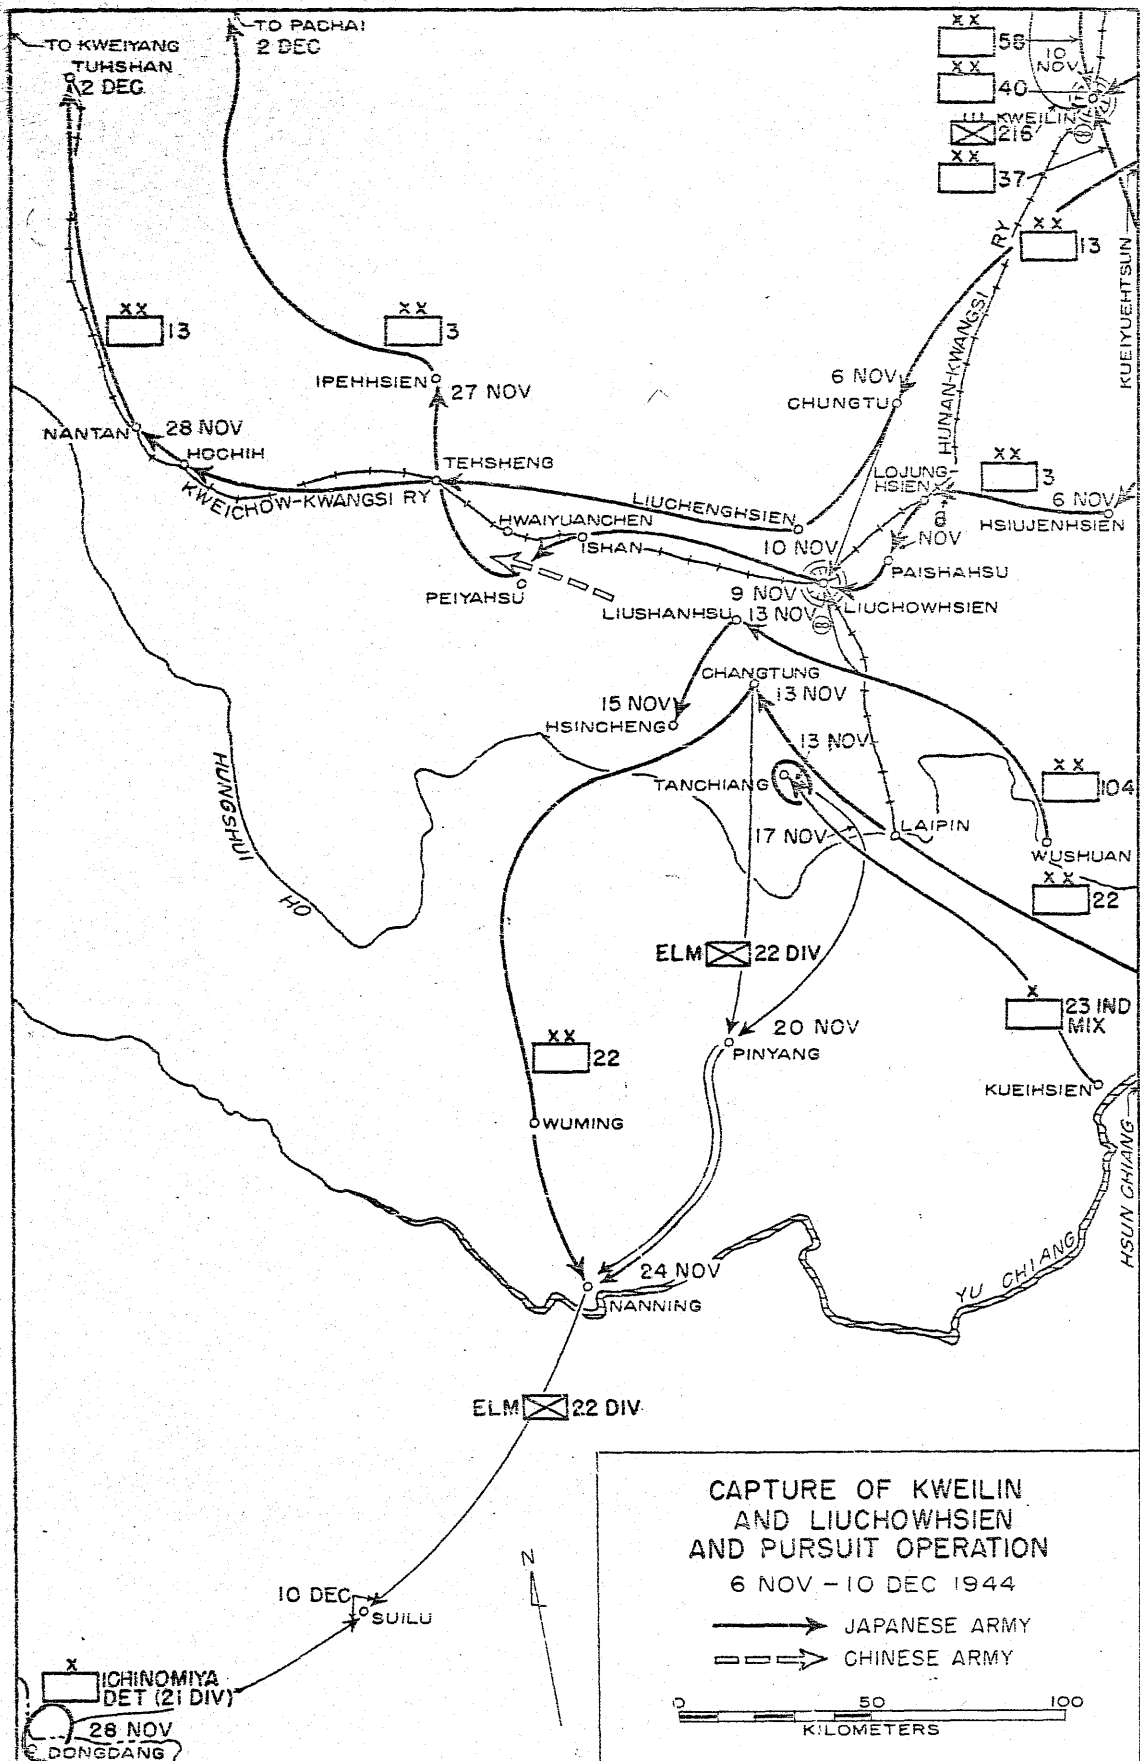 TO KWEIYANG
TUHSHAN
2 DEC
TO PACHAI
2 DEC
XX
58
10
NOV
XX
40
III
KWEILIN
216
XX
37
XX
13
RY
HUNAN-KWANGSI
KUEIYUEHTSUN
XX
13
XX
3
IPEHHSIEN
27 NOV
6 NOV
CHUNGTU
NANTAN
28 NOV
HOCHIH
TEHSHENG
KWEICHOW-KWANGSI RY
LIUCHENGHSIEN
LOJUNG-
HSIEN
XX
3
6 NOV
HSIUJENHSIEN
8
NOV
HWAIYUANCHEN
ISHAN
10 NOV
PAISHAHSU
PEIYAHSU
9 NOV
LIUCHOWHSIEN
LIUSHANHSU
13 NOV
CHANGTUNG
13 NOV
15 NOV
HSINCHENG
13 NOV
TANCHIANG
XX
104
17 NOV
LAIPIN
WUSHUAN
XX
22
HUNGSHUI
HO
ELM
22 DIV
X
23 IND
MIX
20 NOV
PINYANG
XX
22
KUEIHSIEN
WUMING
HSUN CHIANG
24 NOV
NANNING
YU CHIANG
ELM
22 DIV
N
10 DEC
SUILU
X
ICHINOMIYA
DET (21 DIV)
28 NOV
DONGDANG
CAPTURE OF KWEILIN
AND LIUCHOWHSIEN
AND PURSUIT OPERATION
6 NOV - 10 DEC 1944
JAPANESE ARMY
CHINESE ARMY
0 50 100
KILOMETERS